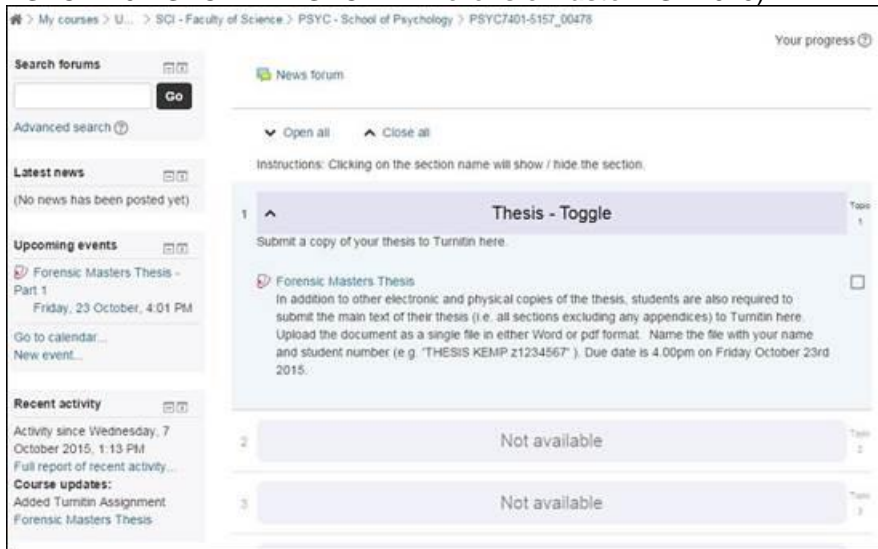 My courses > U... > SCI - Faculty of Science > PSYC - School of Psychology > PSYC7401-5157_00478
Your progress
Search forums
Go
Advanced search
Latest news
(No news has been posted yet)
Upcoming events
Forensic Masters Thesis -
Part 1
Friday, 23 October, 4:01 PM
Go to calendar...
New event...
Recent activity
Activity since Wednesday, 7
October 2015, 1:13 PM
Full report of recent activity...
Course updates:
Added Turnitin Assignment
Forensic Masters Thesis
News forum
Open all Close all
Instructions: Clicking on the section name will show / hide the section.
1 Thesis - Toggle Topic
1
Submit a copy of your thesis to Turnitin here.
Forensic Masters Thesis
In addition to other electronic and physical copies of the thesis, students are also required to
submit the main text of their thesis (i.e. all sections excluding any appendices) to Turnitin here.
Upload the document as a single file in either Word or pdf format. Name the file with your name
and student number (e.g. "THESIS KEMP z1234567" ). Due date is 4.00pm on Friday October 23rd
2015.
2 Not available Topic
2
3 Not available Topic
3